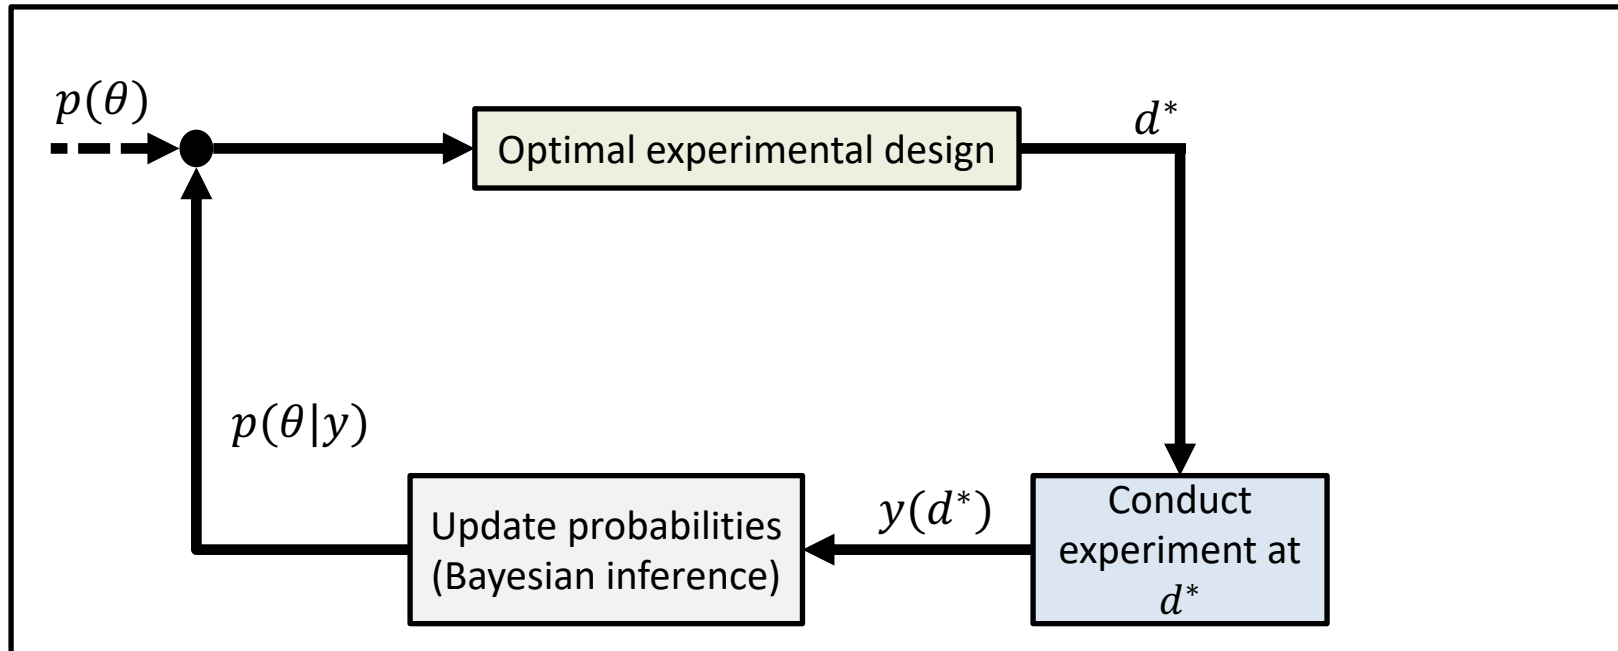 p(θ)
Optimal experimental design
d*
p(θ|y)
Update probabilities
(Bayesian inference)
y(d*)
Conduct
experiment at
d*